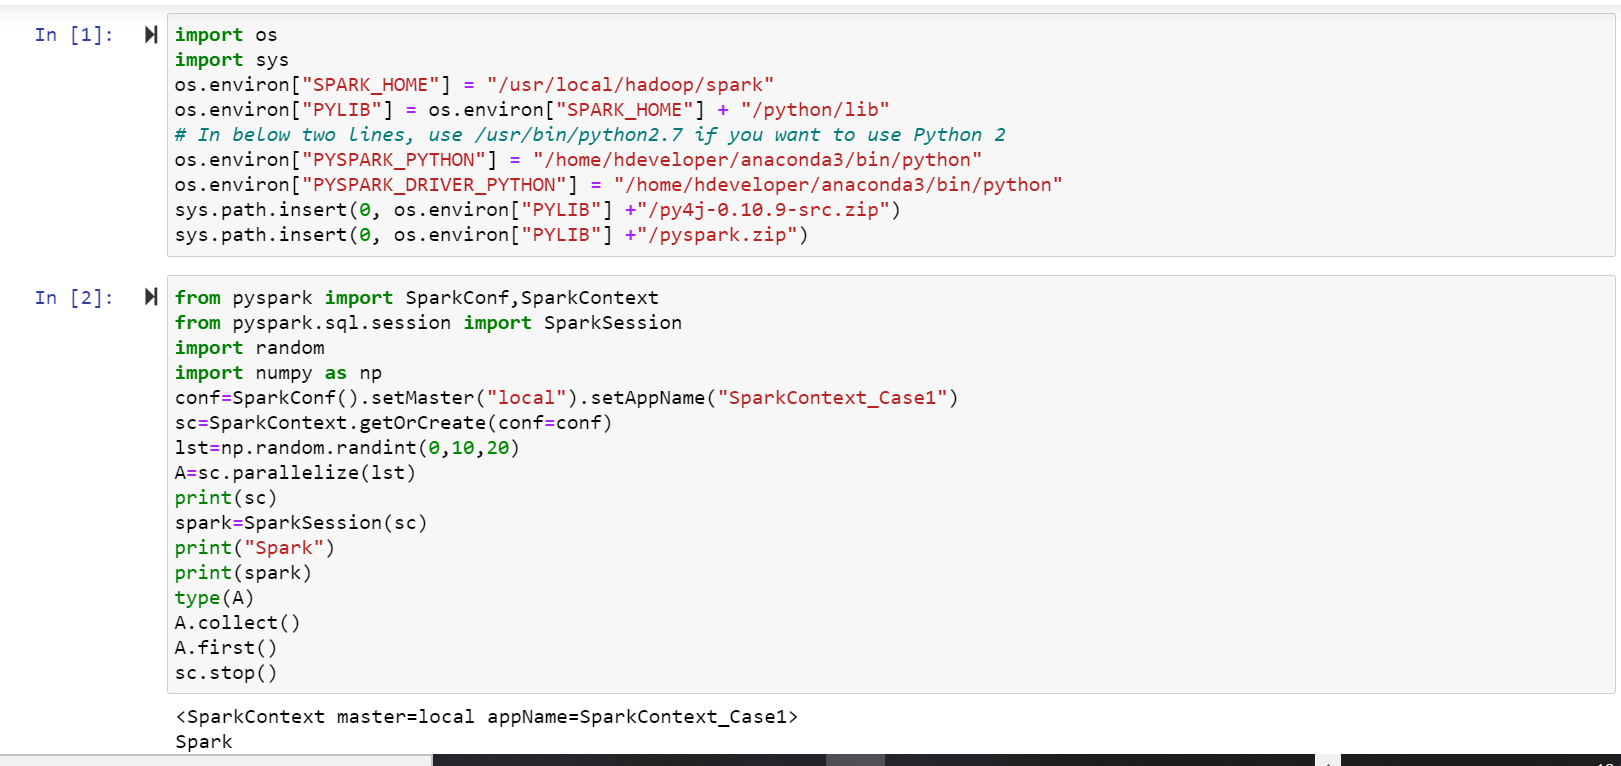 In [1]:
import os
import sys
os.environ["SPARK_HOME"] = "/usr/local/hadoop/spark"
os.environ["PYLIB"] = os.environ["SPARK_HOME"] + "/python/lib"
# In below two lines, use /usr/bin/python2.7 if you want to use Python 2
os.environ["PYSPARK_PYTHON"] = "/home/hdeveloper/anaconda3/bin/python"
os.environ["PYSPARK_DRIVER_PYTHON"] = "/home/hdeveloper/anaconda3/bin/python"
sys.path.insert(0, os.environ["PYLIB"] +"/py4j-0.10.9-src.zip")
sys.path.insert(0, os.environ["PYLIB"] +"/pyspark.zip")
In [2]:
from pyspark import SparkConf,SparkContext
from pyspark.sql.session import SparkSession
import random
import numpy as np
conf=SparkConf().setMaster("local").setAppName("SparkContext_Case1")
sc=SparkContext.getOrCreate(conf=conf)
lst=np.random.randint(0,10,20)
A=sc.parallelize(lst)
print(sc)
spark=SparkSession(sc)
print("Spark")
print(spark)
type(A)
A.collect()
A.first()
sc.stop()
<SparkContext master=local appName=SparkContext_Case1>
Spark